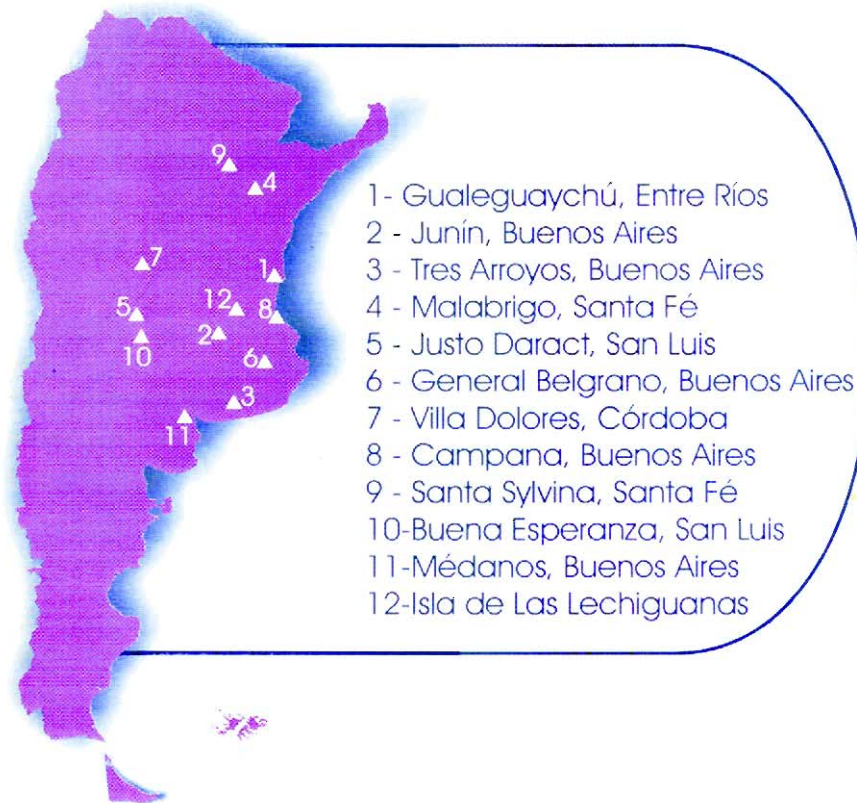 9
4
7
1
12
5
8
2
10
6
3
11
1- Gualeguaychú, Entre Ríos
2 - Junín, Buenos Aires
3 - Tres Arroyos, Buenos Aires
4 - Malabrigo, Santa Fé
5 - Justo Daract, San Luis
6 - General Belgrano, Buenos Aires
7 - Villa Dolores, Córdoba
8 - Campana, Buenos Aires
9 - Santa Sylvina, Santa Fé
10-Buena Esperanza, San Luis
11-Médanos, Buenos Aires
12-Isla de Las Lechiguanas